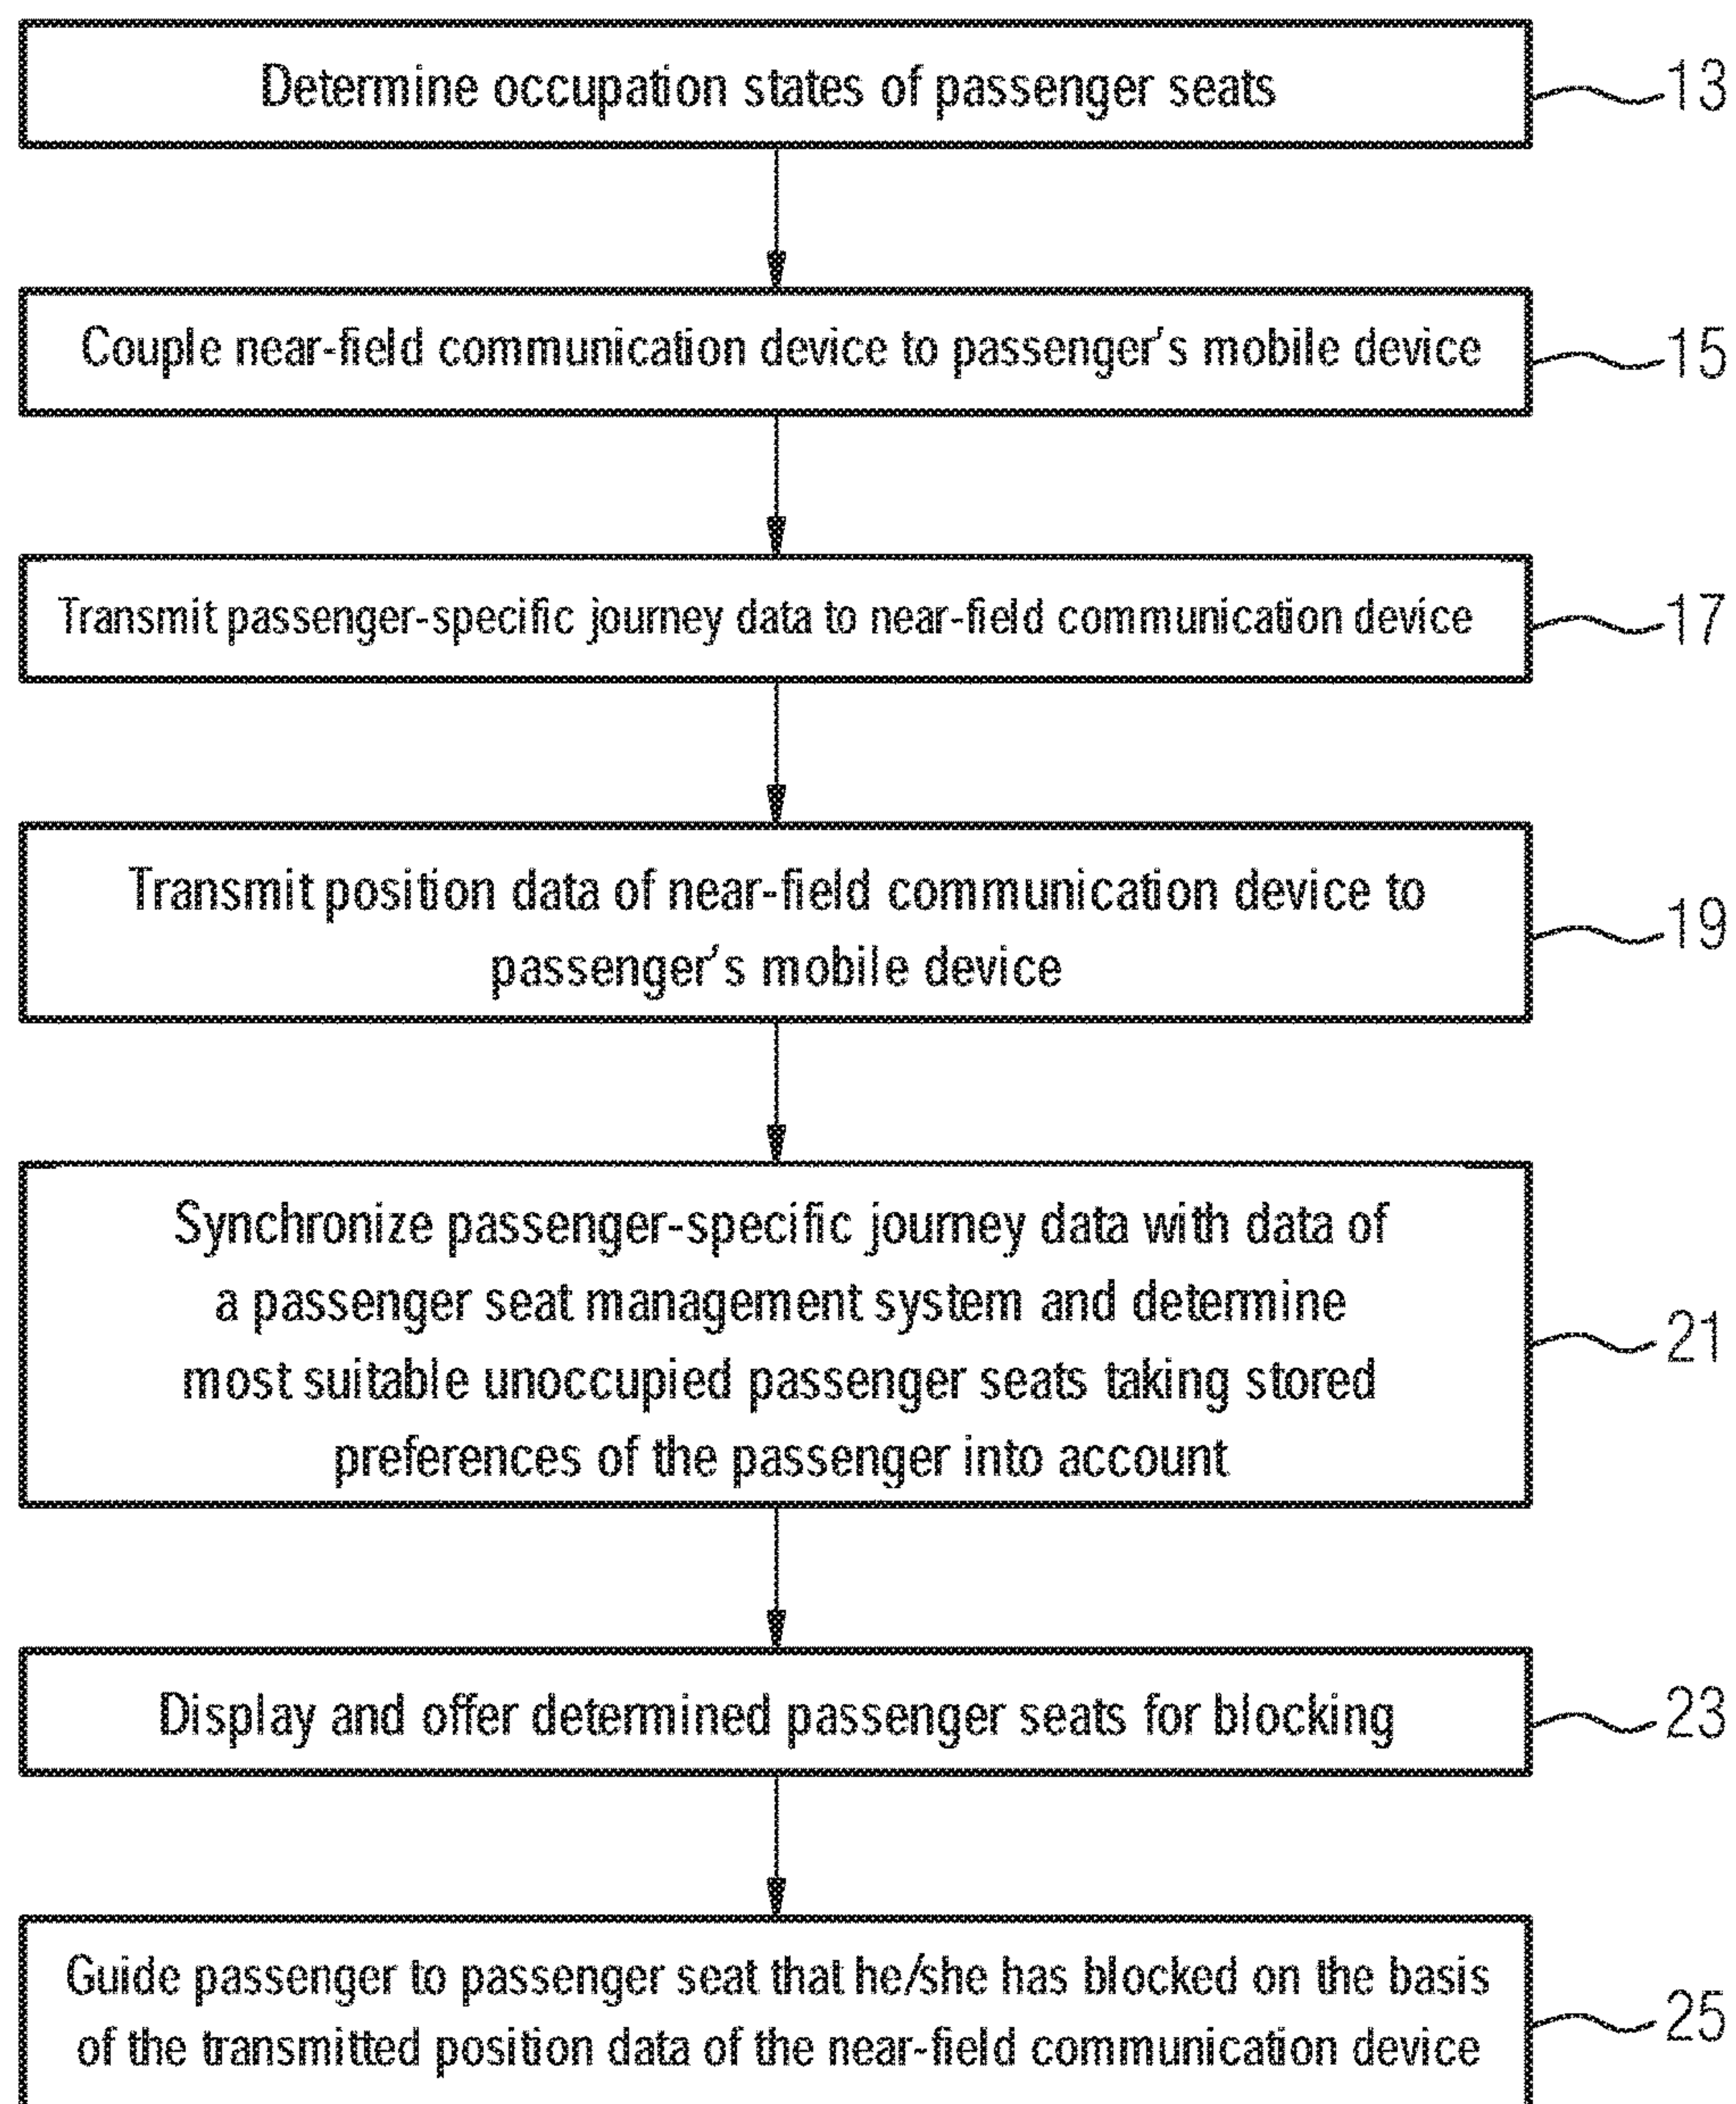 Determine occupation states of passenger seats
13
Couple near-field communication device to passenger's mobile device
15
Transmit passenger-specific journey data to near-field communication device
17
Transmit position data of near-field communication device to
passenger's mobile device
19
Synchronize passenger-specific journey data with data of
a passenger seat management system and determine
most suitable unoccupied passenger seats taking stored
preferences of the passenger into account
21
Display and offer determined passenger seats for blocking
23
Guide passenger to passenger seat that he/she has blocked on the basis
of the transmitted position data of the near-field communication device
25